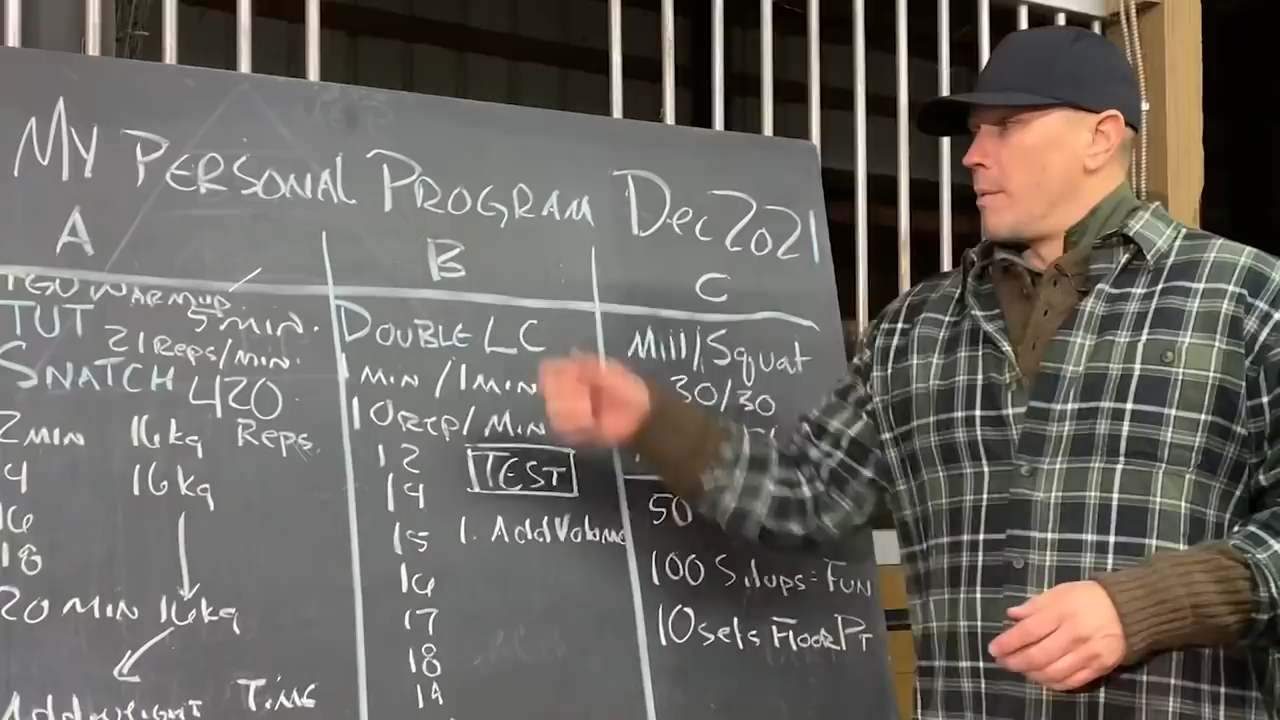 MY PERSONAL PROGRAM Dec 2021
A
TGU WARMUP
5 MIN.
TUT 21 Reps/MIN.
SNATCH 420 Reps.
2 MIN 16kg
4 16kg
16
18
20 MIN 16kg
Add weight TIME
B
DOUBLE LC
1 MIN / 1 MIN
10 REP / MIN
12 TEST
14
15 1. Add Volume
16
17
18
19
C
Mill/Squat
30/30
50
100 Situps = FUN
10 sets Floor PT